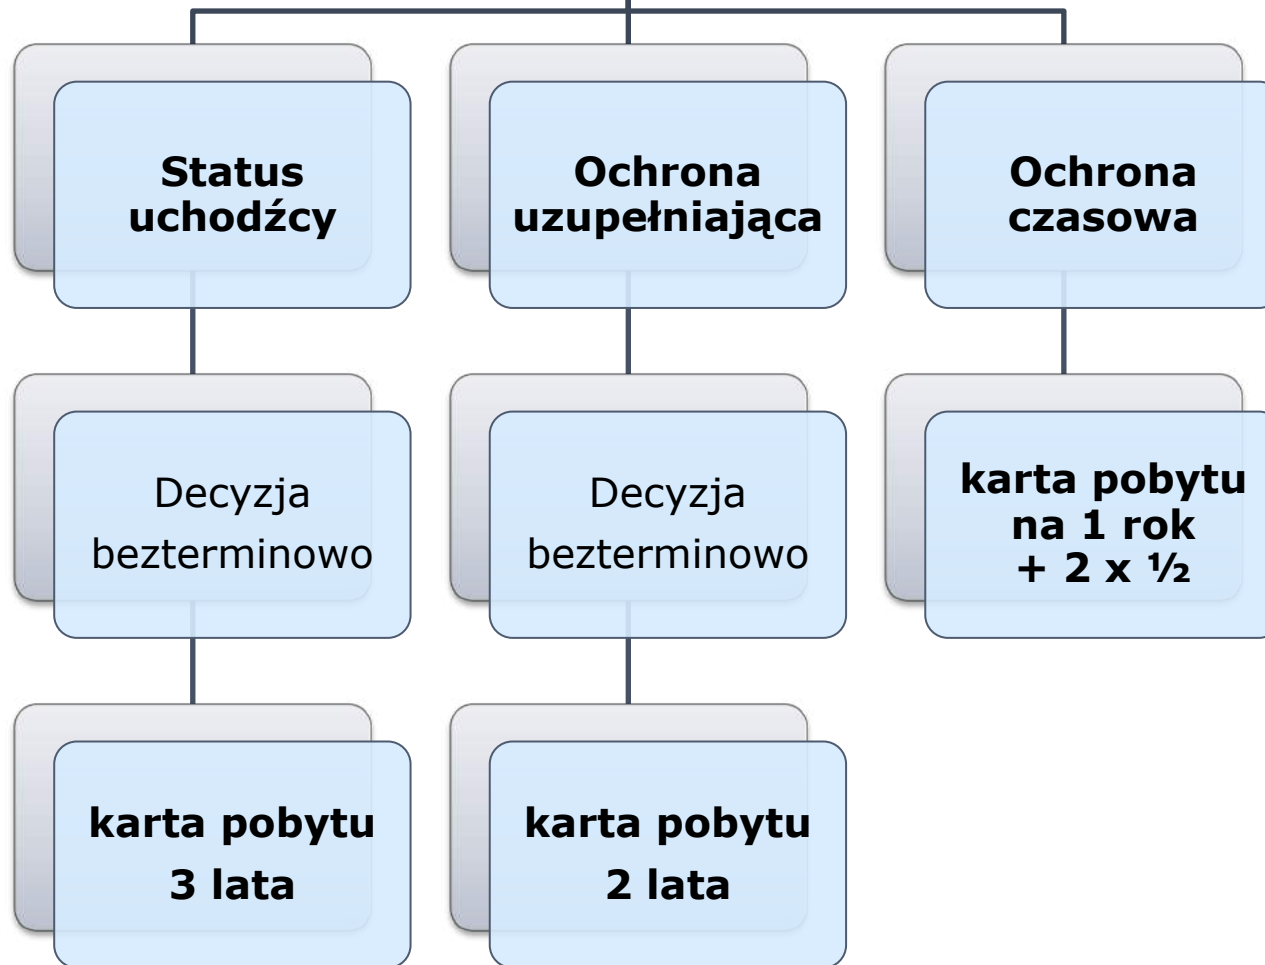 Status
uchodźcy
Ochrona
uzupełniająca
Ochrona
czasowa
Decyzja
bezterminowo
Decyzja
bezterminowo
karta pobytu
na 1 rok
+ 2 x ½
karta pobytu
3 lata
karta pobytu
2 lata